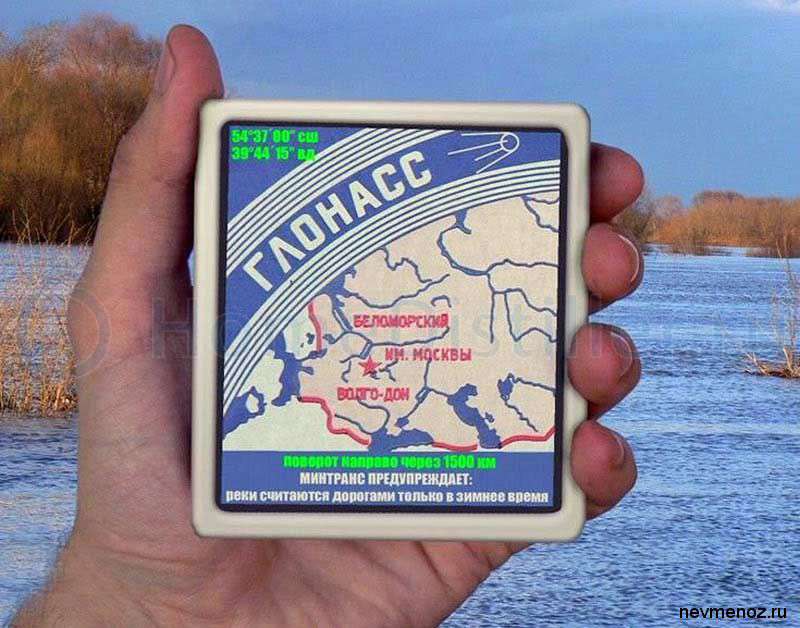 54°37´00" сш
39°44´15" вд
ГЛОНАСС
БЕЛОМОРСКИЙ
ИМ. МОСКВЫ
ВОЛГО-ДОН
поворот направо через 1500 км
МИНТРАНС ПРЕДУПРЕЖДАЕТ:
реки считаются дорогами только в зимнее время
nevmenoz.ru